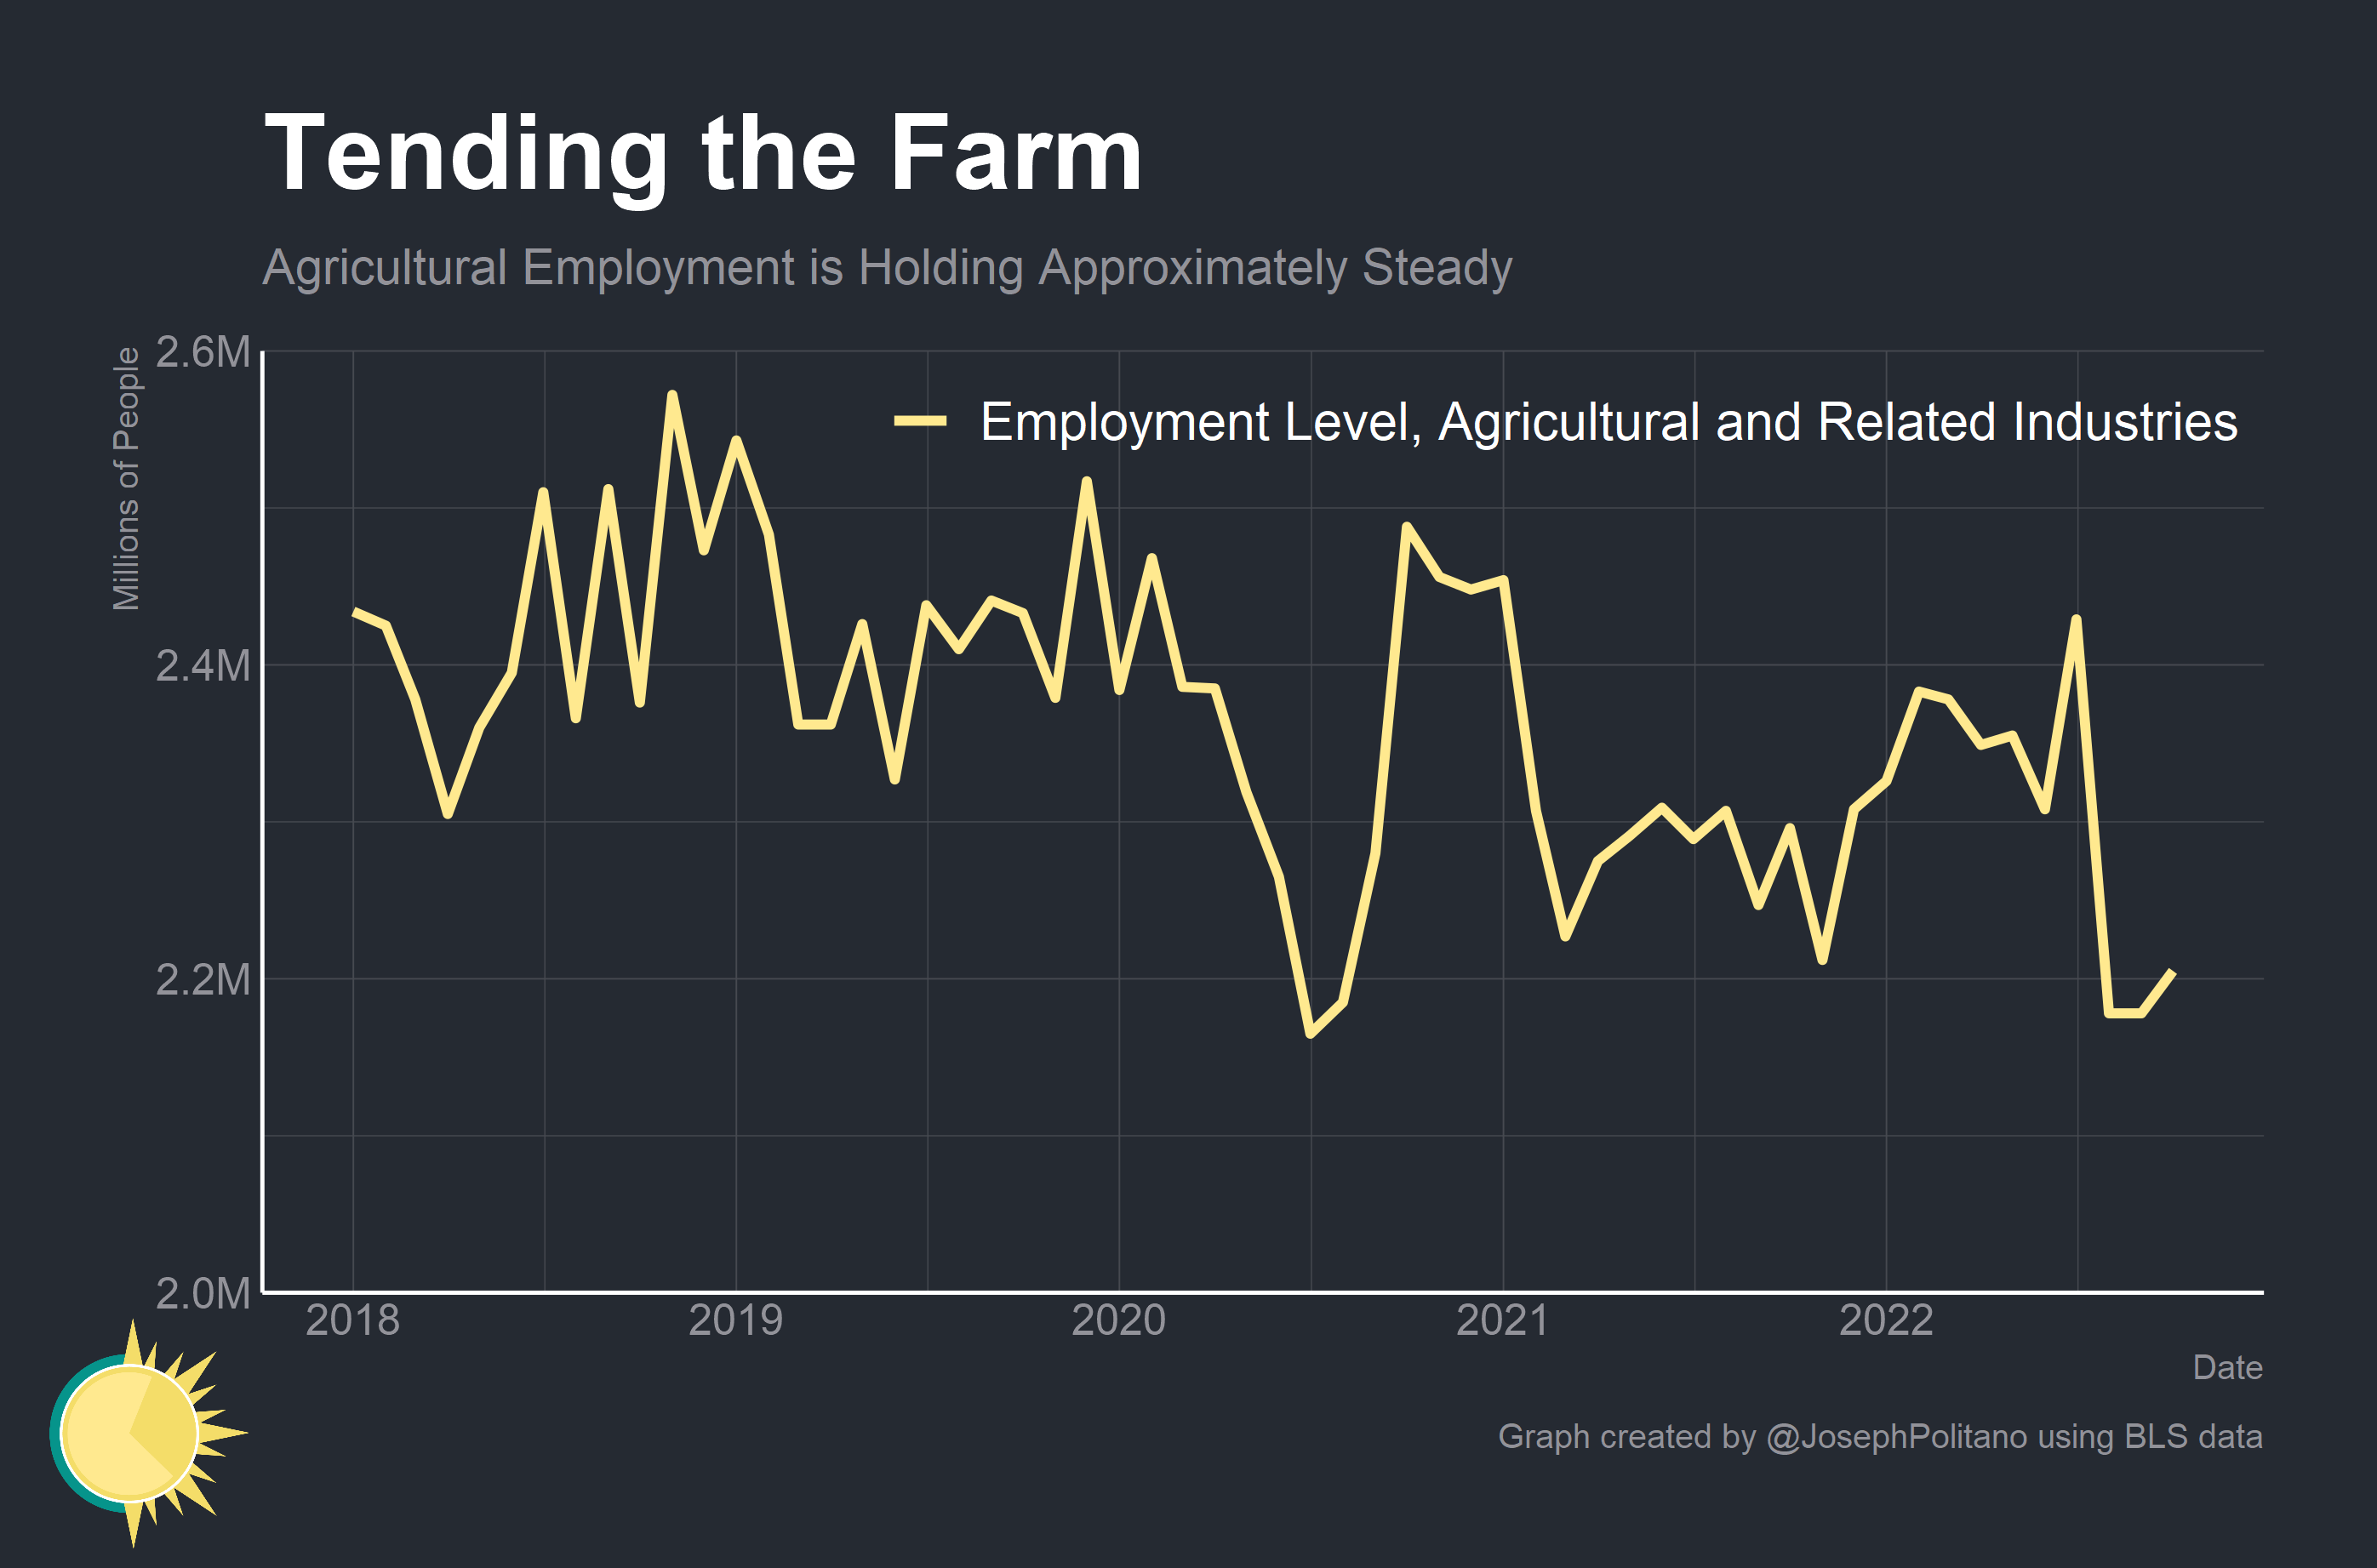 Tending the Farm
Agricultural Employment is Holding Approximately Steady
Millions of People
2.6M
Employment Level, Agricultural and Related Industries
2.4M
2.2M
2.0M
2018 2019 2020 2021 2022
Date
Graph created by @JosephPolitano using BLS data